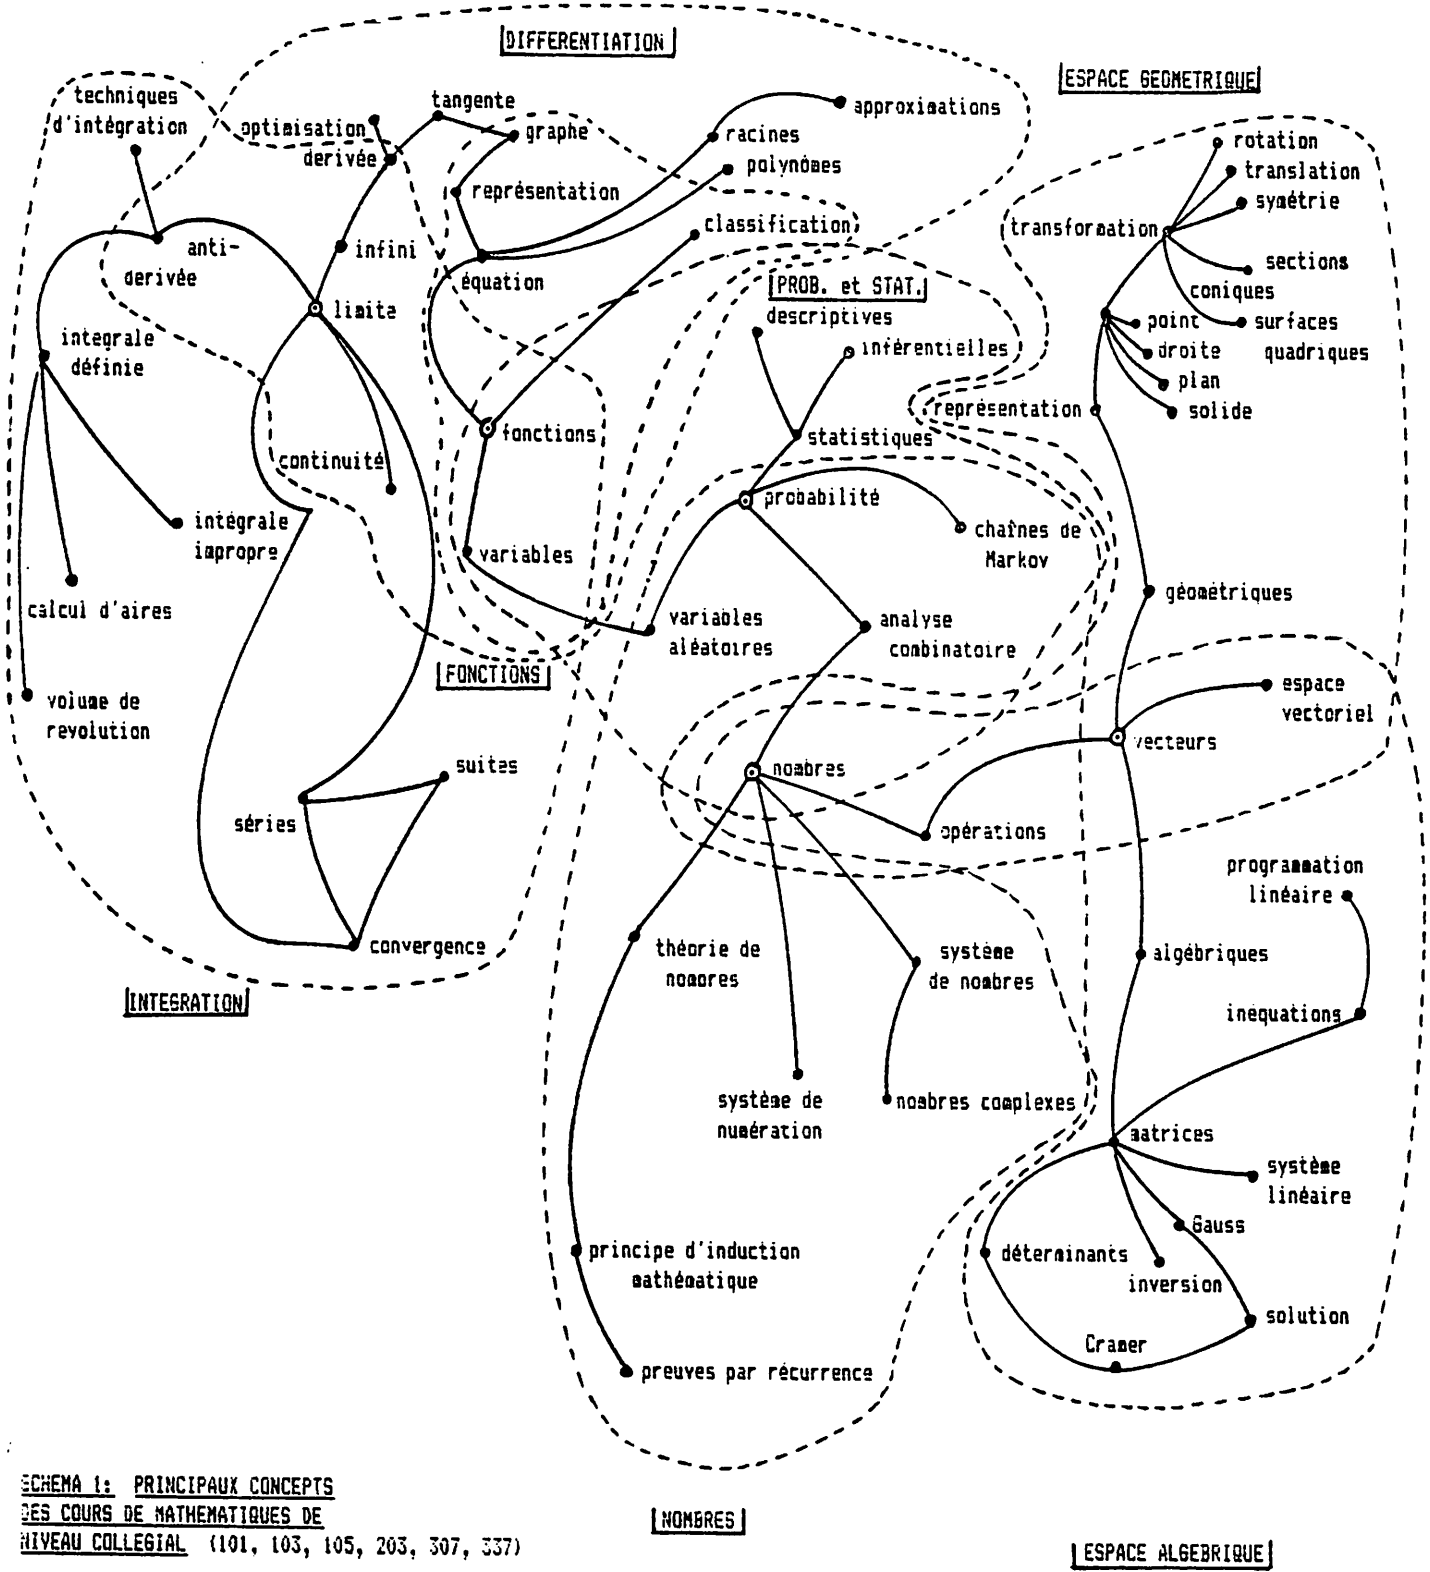 DIFFERENTIATION
ESPACE GEOMETRIQUE
techniques
d'intégration
optimisation
derivée
tangente
graphe
racines
approximations
polynômes
représentation
classification
infini
équation
anti-
derivée
limite
intégrale
définie
continuité
fonctions
intégrale
impropre
variables
calcul d'aires
volume de
revolution
FONCTIONS
suites
séries
convergence
INTEGRATION
PROB. et STAT.
descriptives
inférentielles
statistiques
probabilité
chaînes de
Markov
variables
aléatoires
analyse
combinatoire
nombres
opérations
théorie de
nombres
système
de nombres
système de
numération
nombres complexes
principe d'induction
mathématique
preuves par récurrence
rotation
translation
symétrie
transformation
sections
coniques
surfaces
quadriques
point
droite
plan
solide
représentation
géométriques
espace
vectoriel
vecteurs
programmation
linéaire
algébriques
inéquations
matrices
système
linéaire
Gauss
déterminants
inversion
solution
Cramer
SCHEMA 1: PRINCIPAUX CONCEPTS
DES COURS DE MATHEMATIQUES DE
NIVEAU COLLEGIAL (101, 103, 105, 203, 307, 337)
NOMBRES
ESPACE ALGEBRIQUE